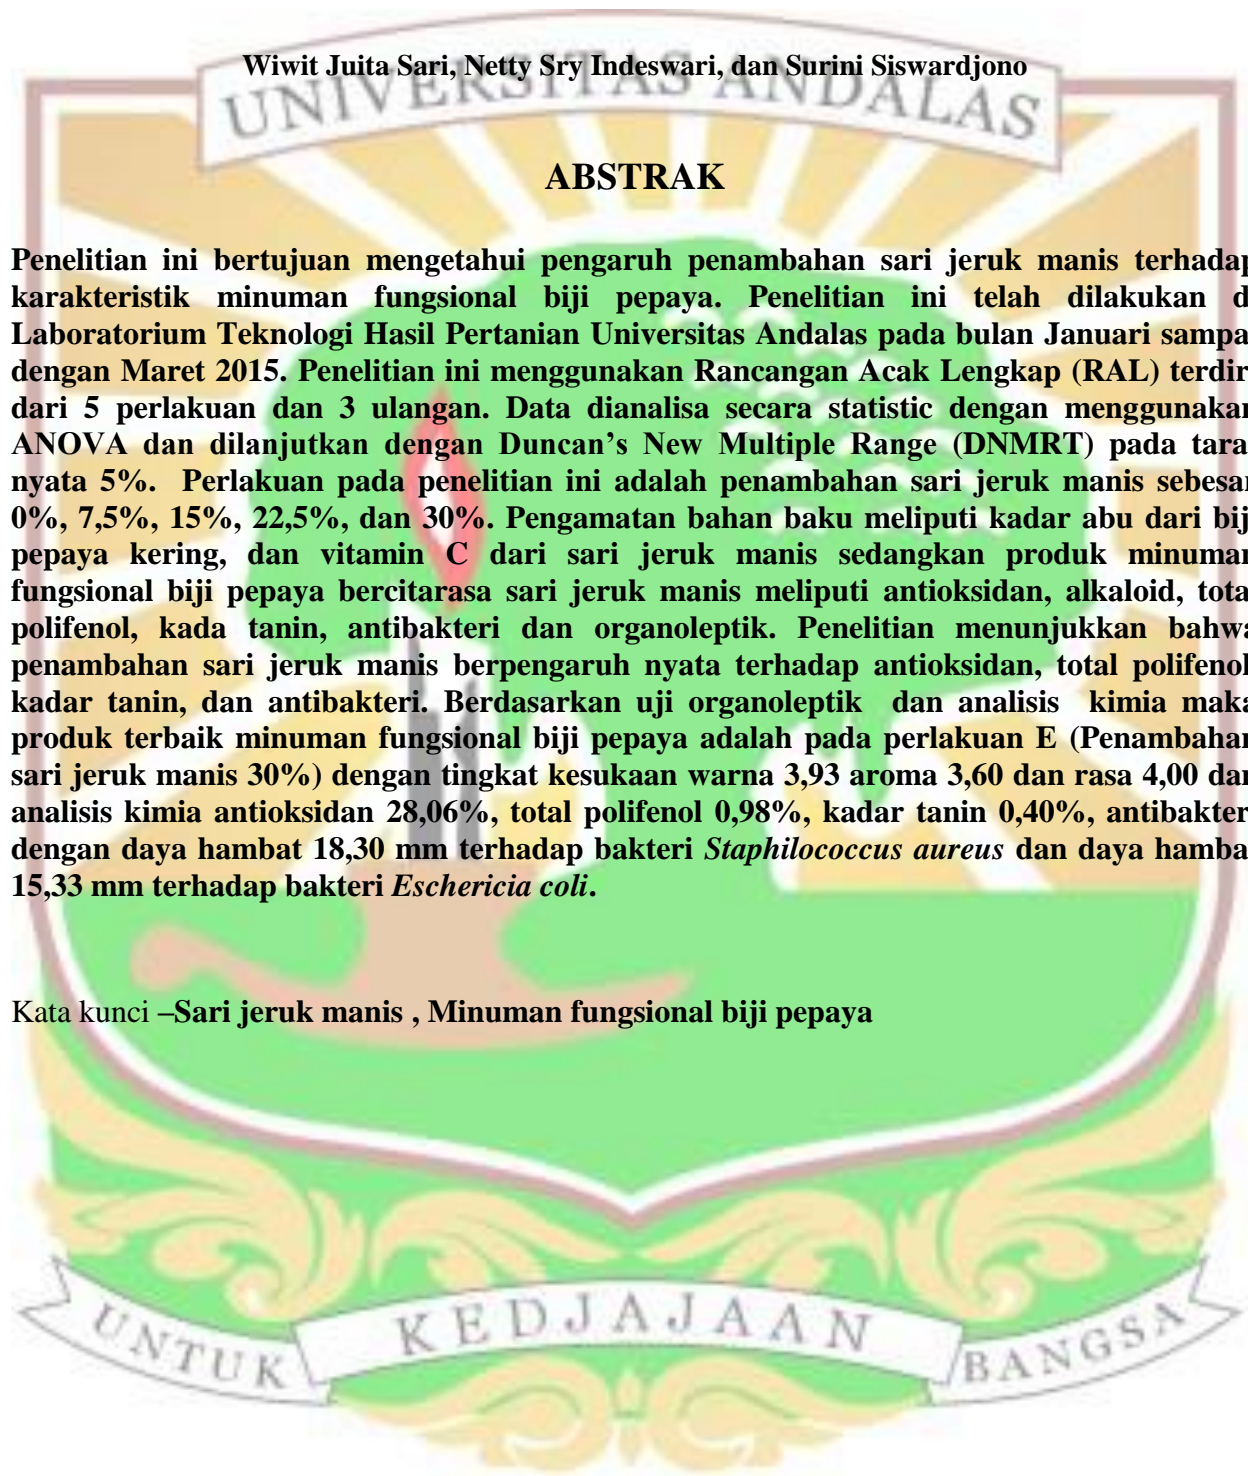 Wiwit Juita Sari, Netty Sry Indeswari, dan Surini Siswardjono
UNIVERSITAS ANDALAS
ABSTRAK
Penelitian ini bertujuan mengetahui pengaruh penambahan sari jeruk manis terhadap
karakteristik minuman fungsional biji pepaya. Penelitian ini telah dilakukan d
Laboratorium Teknologi Hasil Pertanian Universitas Andalas pada bulan Januari sampa
dengan Maret 2015. Penelitian ini menggunakan Rancangan Acak Lengkap (RAL) terdir
dari 5 perlakuan dan 3 ulangan. Data dianalisa secara statistic dengan menggunakan
ANOVA dan dilanjutkan dengan Duncan’s New Multiple Range (DNMRT) pada tara
nyata 5%. Perlakuan pada penelitian ini adalah penambahan sari jeruk manis sebesar
0%, 7,5%, 15%, 22,5%, dan 30%. Pengamatan bahan baku meliputi kadar abu dari bij
pepaya kering, dan vitamin C dari sari jeruk manis sedangkan produk minuman
fungsional biji pepaya bercitarasa sari jeruk manis meliputi antioksidan, alkaloid, tota
polifenol, kada tanin, antibakteri dan organoleptik. Penelitian menunjukkan bahwa
penambahan sari jeruk manis berpengaruh nyata terhadap antioksidan, total polifenol
kadar tanin, dan antibakteri. Berdasarkan uji organoleptik dan analisis kimia maka
produk terbaik minuman fungsional biji pepaya adalah pada perlakuan E (Penambahan
sari jeruk manis 30%) dengan tingkat kesukaan warna 3,93 aroma 3,60 dan rasa 4,00 dan
analisis kimia antioksidan 28,06%, total polifenol 0,98%, kadar tanin 0,40%, antibakter
dengan daya hambat 18,30 mm terhadap bakteri Staphilococcus aureus dan daya hamba
15,33 mm terhadap bakteri Eschericia coli.
Kata kunci –Sari jeruk manis , Minuman fungsional biji pepaya
UNTUK KEDJAJAAN BANGSA